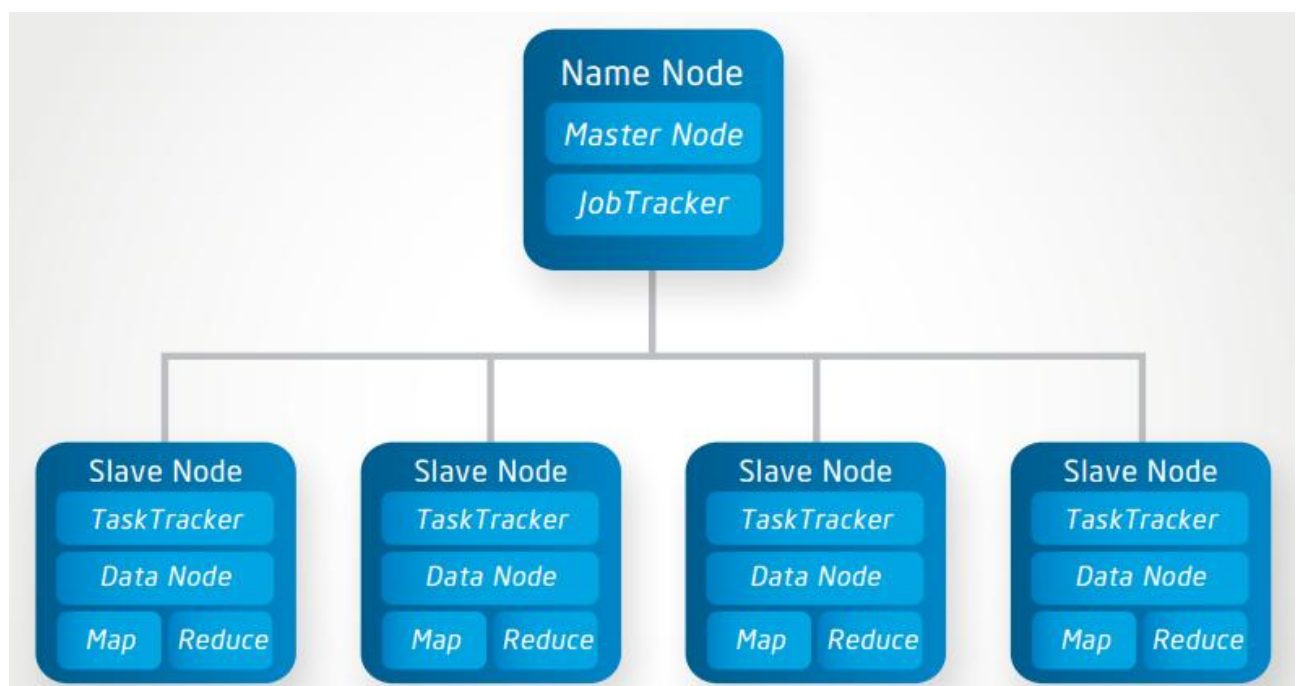 Name Node
Master Node
JobTracker
Slave Node
TaskTracker
Data Node
Map Reduce
Slave Node
TaskTracker
Data Node
Map Reduce
Slave Node
TaskTracker
Data Node
Map Reduce
Slave Node
TaskTracker
Data Node
Map Reduce